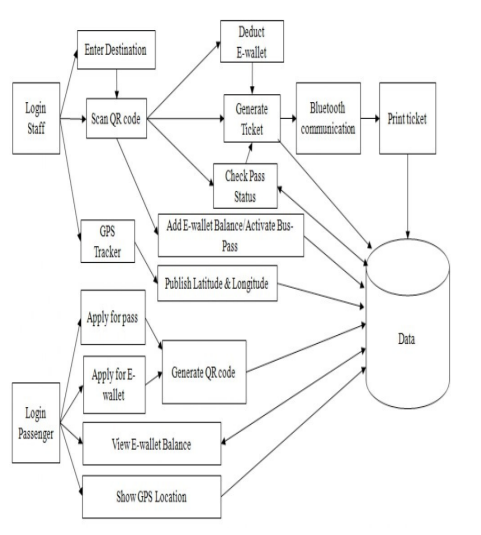 Deduct
E-wallet
Enter Destination
Login
Staff
Scan QR code
Generate
Ticket
Bluetooth
communication
Print ticket
Check Pass
Status
Add E-wallet Balance/Activate Bus-
Pass
GPS
Tracker
Publish Latitude & Longitude
Data
Apply for pass
Generate QR code
Apply for E-
wallet
Login
Passenger
View E-wallet Balance
Show GPS Location